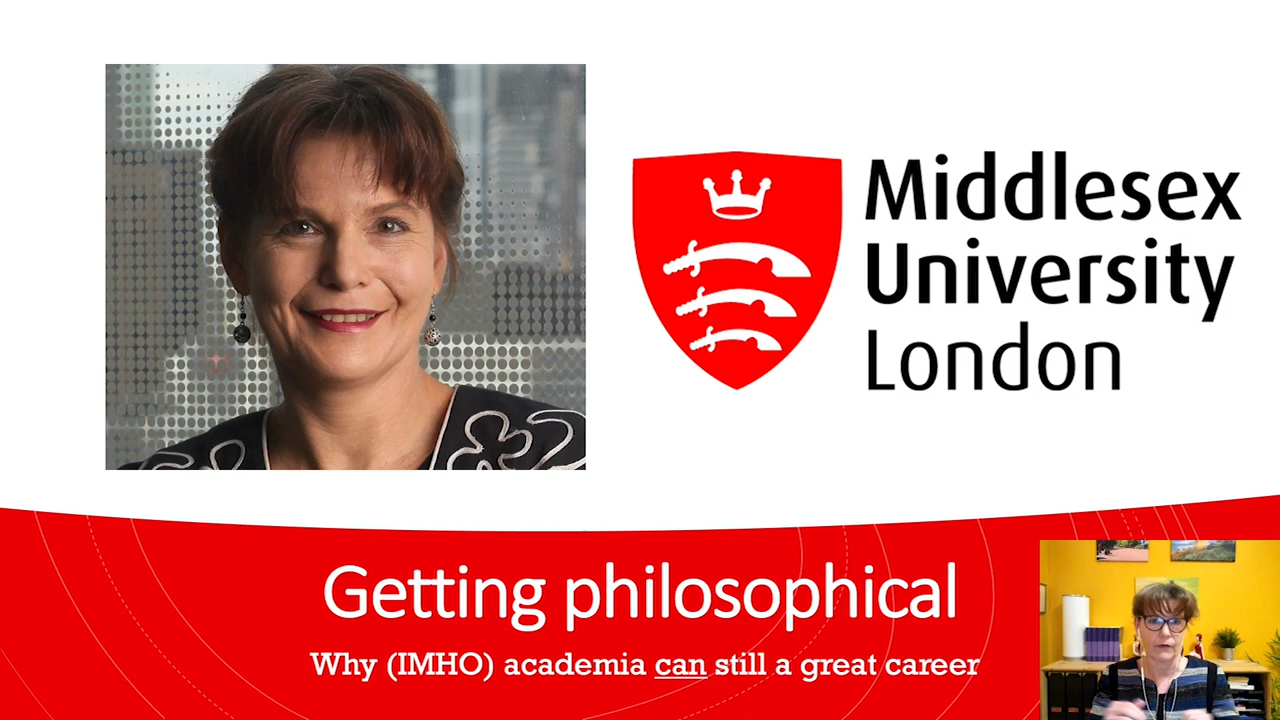 Middlesex
University
London
Getting philosophical
Why (IMHO) academia can still a great career